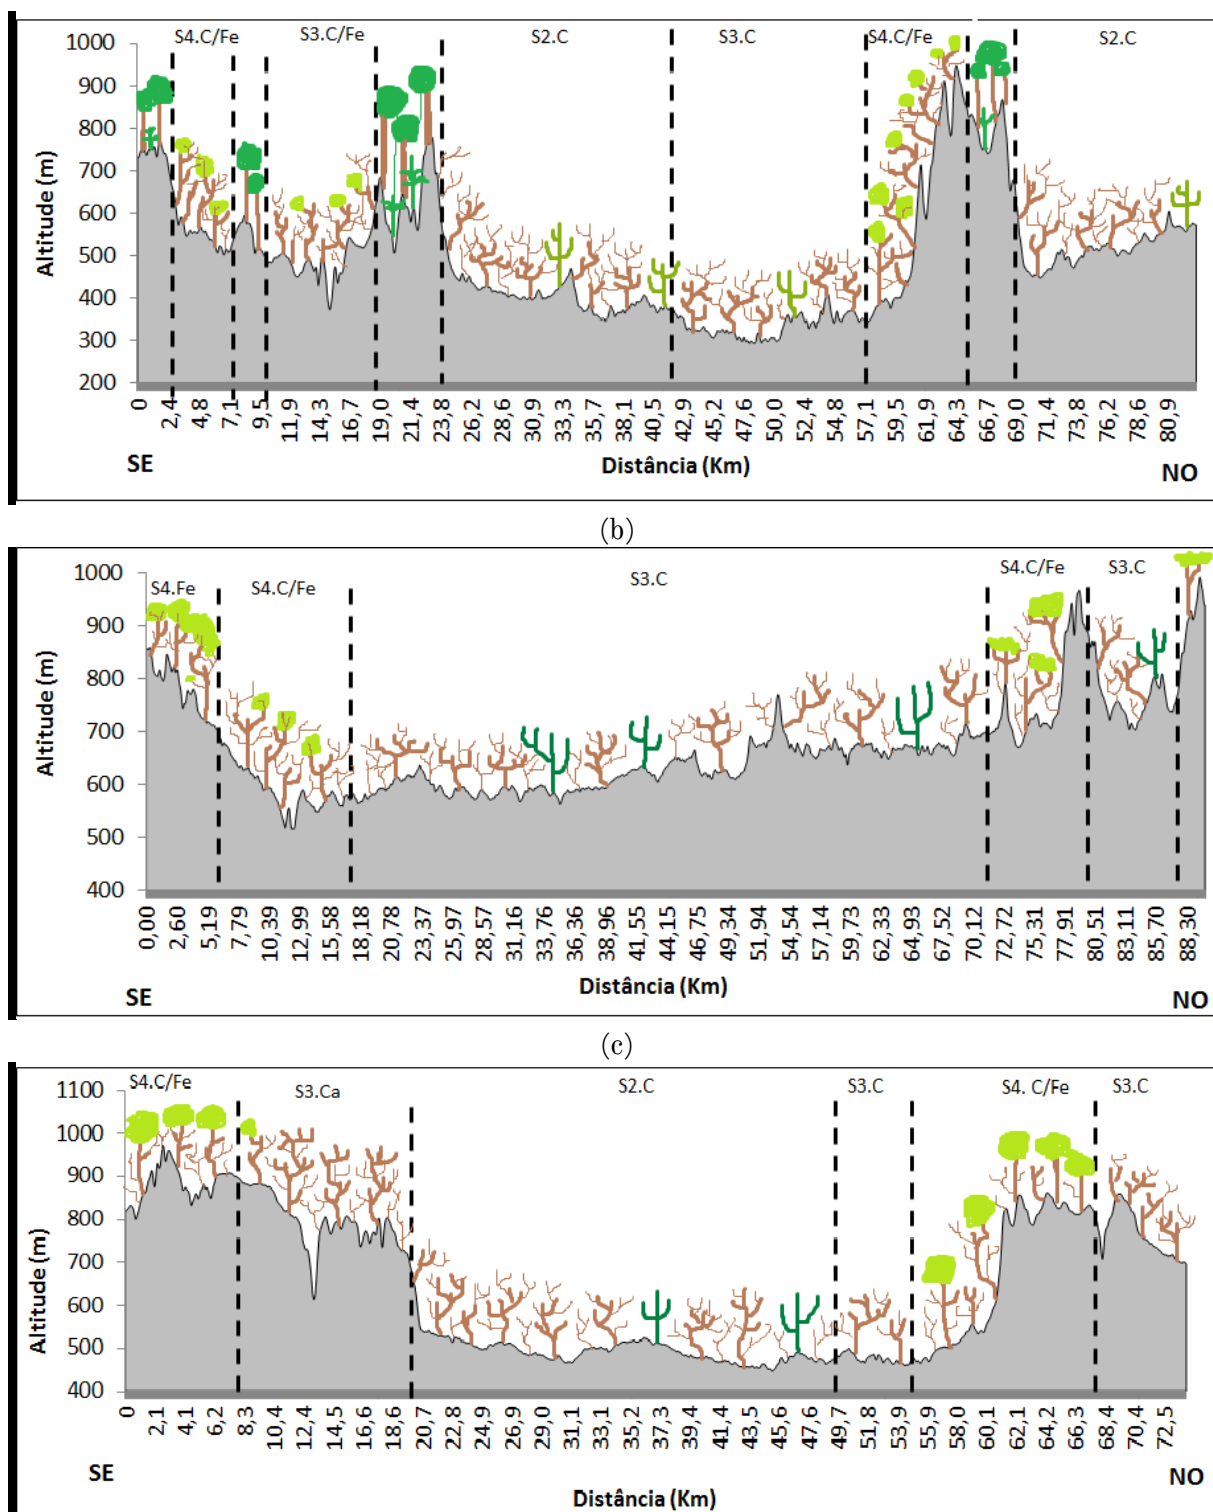 S4.C/Fe S3.C/Fe S2.C S3.C S4.C/Fe S2.C
1000
900
800
700
600
500
400
300
200
Altitude (m)
0 2,4 4,8 7,1 9,5 11,9 14,3 16,7 19,0 21,4 23,8 26,2 28,6 30,9 33,3 35,7 38,1 40,5 42,9 45,2 47,6 50,0 52,4 54,8 57,1 59,5 61,9 64,3 66,7 69,0 71,4 73,8 76,2 78,6 80,9
SE Distância (Km) NO
(b)
S4.Fe S4.C/Fe S3.C S4.C/Fe S3.C
1000
900
800
700
600
500
400
Altitude (m)
0,00 2,60 5,19 7,79 10,39 12,99 15,58 18,18 20,78 23,37 25,97 28,57 31,16 33,76 36,36 38,96 41,55 44,15 46,75 49,34 51,94 54,54 57,14 59,73 62,33 64,93 67,52 70,12 72,72 75,31 77,91 80,51 83,11 85,70 88,30
SE Distância (Km) NO
(c)
S4.C/Fe S3.Ca S2.C S3.C S4. C/Fe S3.C
1100
1000
900
800
700
600
500
400
Altitude (m)
0 2,1 4,1 6,2 8,3 10,4 12,4 14,5 16,6 18,6 20,7 22,8 24,9 26,9 29,0 31,1 33,1 35,2 37,3 39,4 41,4 43,5 45,6 47,6 49,7 51,8 53,9 55,9 58,0 60,1 62,1 64,2 66,3 68,4 70,4 72,5
SE Distância (Km) NO